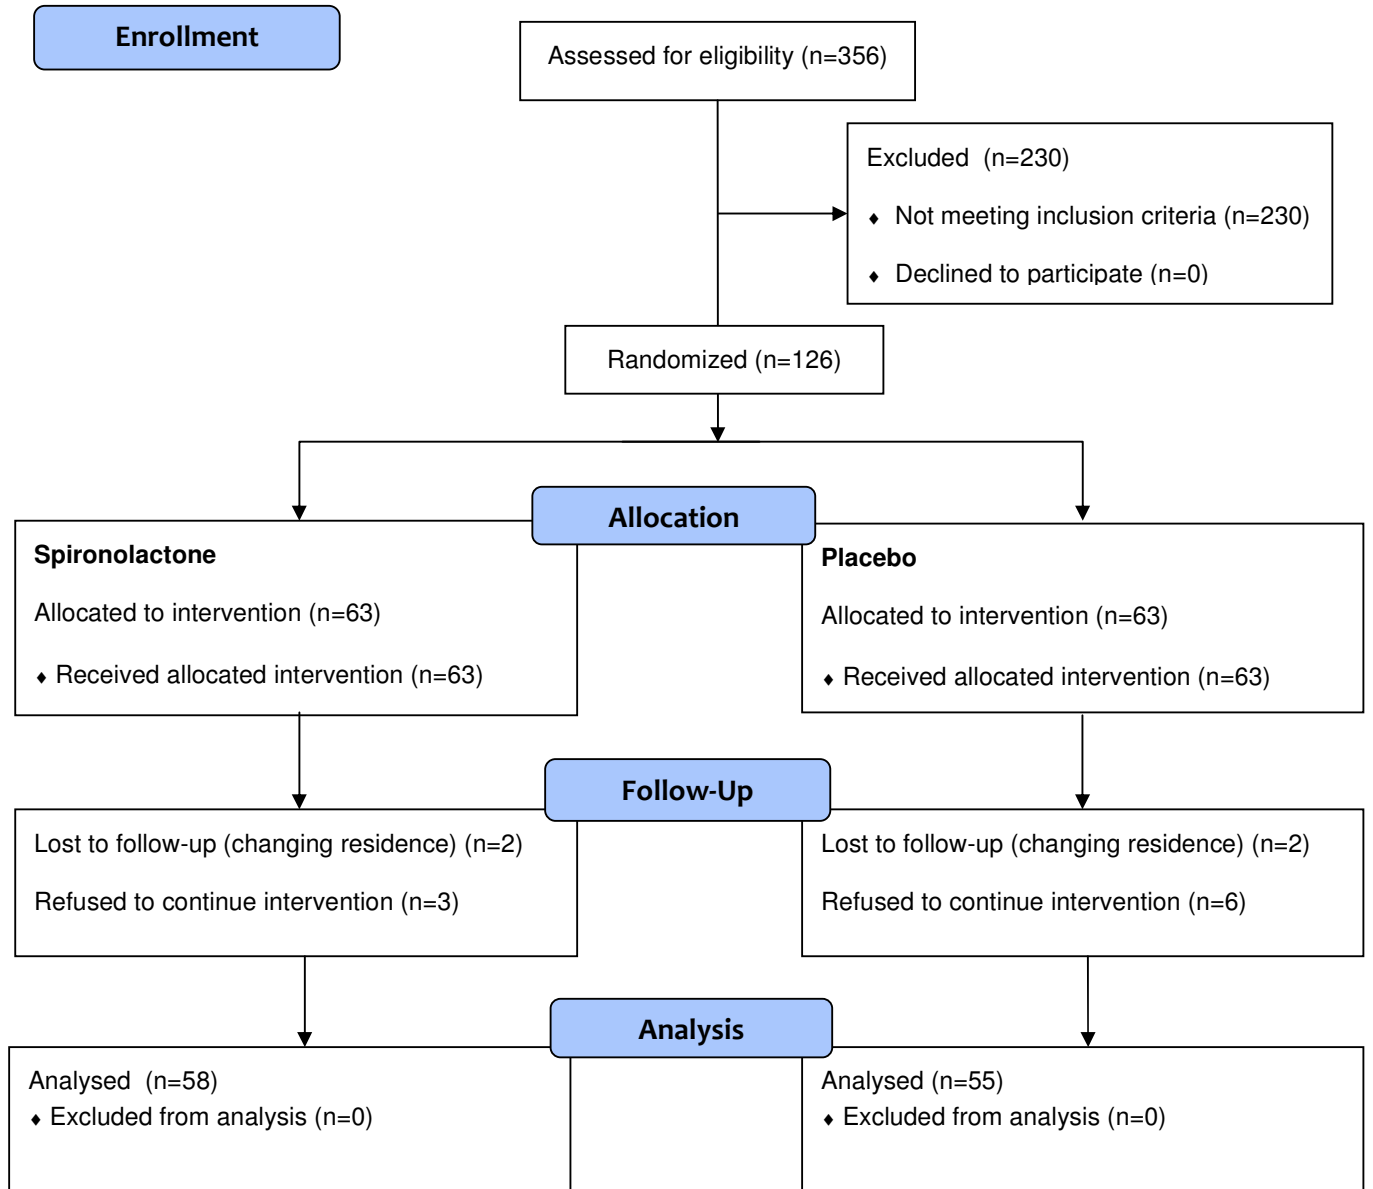 Enrollment
Assessed for eligibility (n=356)
Excluded  (n=230)
♦ Not meeting inclusion criteria (n=230)
♦ Declined to participate (n=0)
Randomized (n=126)
Allocation
Spironolactone
Allocated to intervention (n=63)
♦ Received allocated intervention (n=63)
Placebo
Allocated to intervention (n=63)
♦ Received allocated intervention (n=63)
Follow-Up
Lost to follow-up (changing residence) (n=2)
Refused to continue intervention (n=3)
Lost to follow-up (changing residence) (n=2)
Refused to continue intervention (n=6)
Analysis
Analysed  (n=58)
♦ Excluded from analysis (n=0)
Analysed (n=55)
♦ Excluded from analysis (n=0)